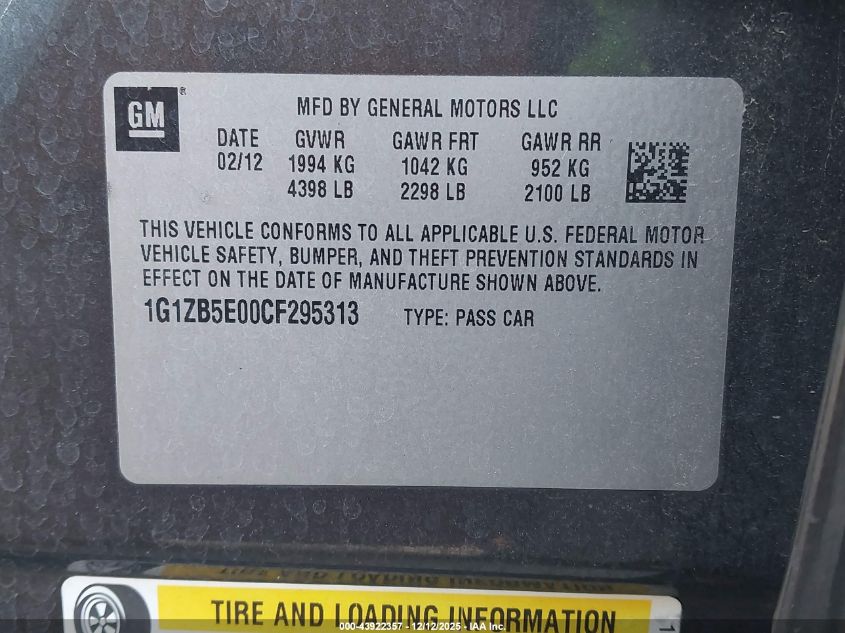 GM ®
MFD BY GENERAL MOTORS LLC
DATE GVWR GAWR FRT GAWR RR
02/12 1994 KG 1042 KG 952 KG
4398 LB 2298 LB 2100 LB
THIS VEHICLE CONFORMS TO ALL APPLICABLE U.S. FEDERAL MOTOR
VEHICLE SAFETY, BUMPER, AND THEFT PREVENTION STANDARDS IN
EFFECT ON THE DATE OF MANUFACTURE SHOWN ABOVE.
1G1ZB5E00CF295313 TYPE: PASS CAR
TIRE AND LOADING INFORMATION
000-43922357 - 12/12/2025 - IAA Inc.